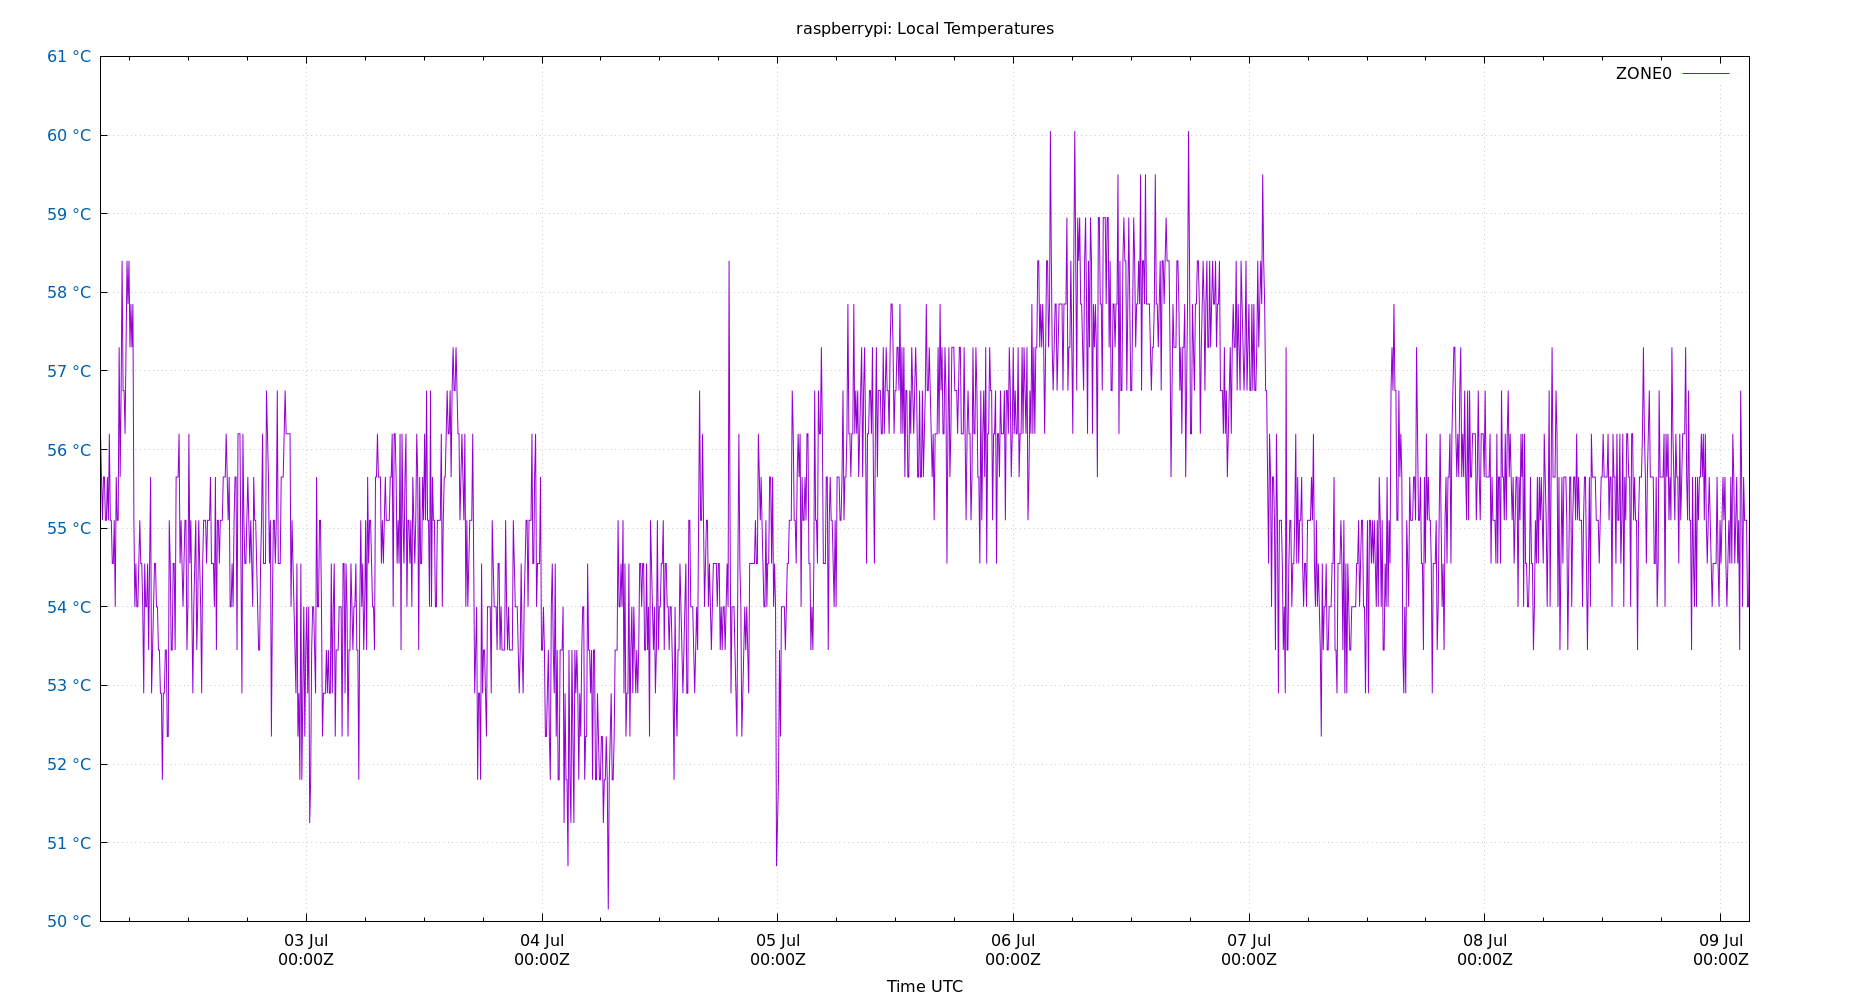 raspberrypi: Local Temperatures
ZONE0
61 °C
60 °C
59 °C
58 °C
57 °C
56 °C
55 °C
54 °C
53 °C
52 °C
51 °C
50 °C
03 Jul 04 Jul 05 Jul 06 Jul 07 Jul 08 Jul 09 Jul
00:00Z 00:00Z 00:00Z 00:00Z 00:00Z 00:00Z 00:00Z
Time UTC